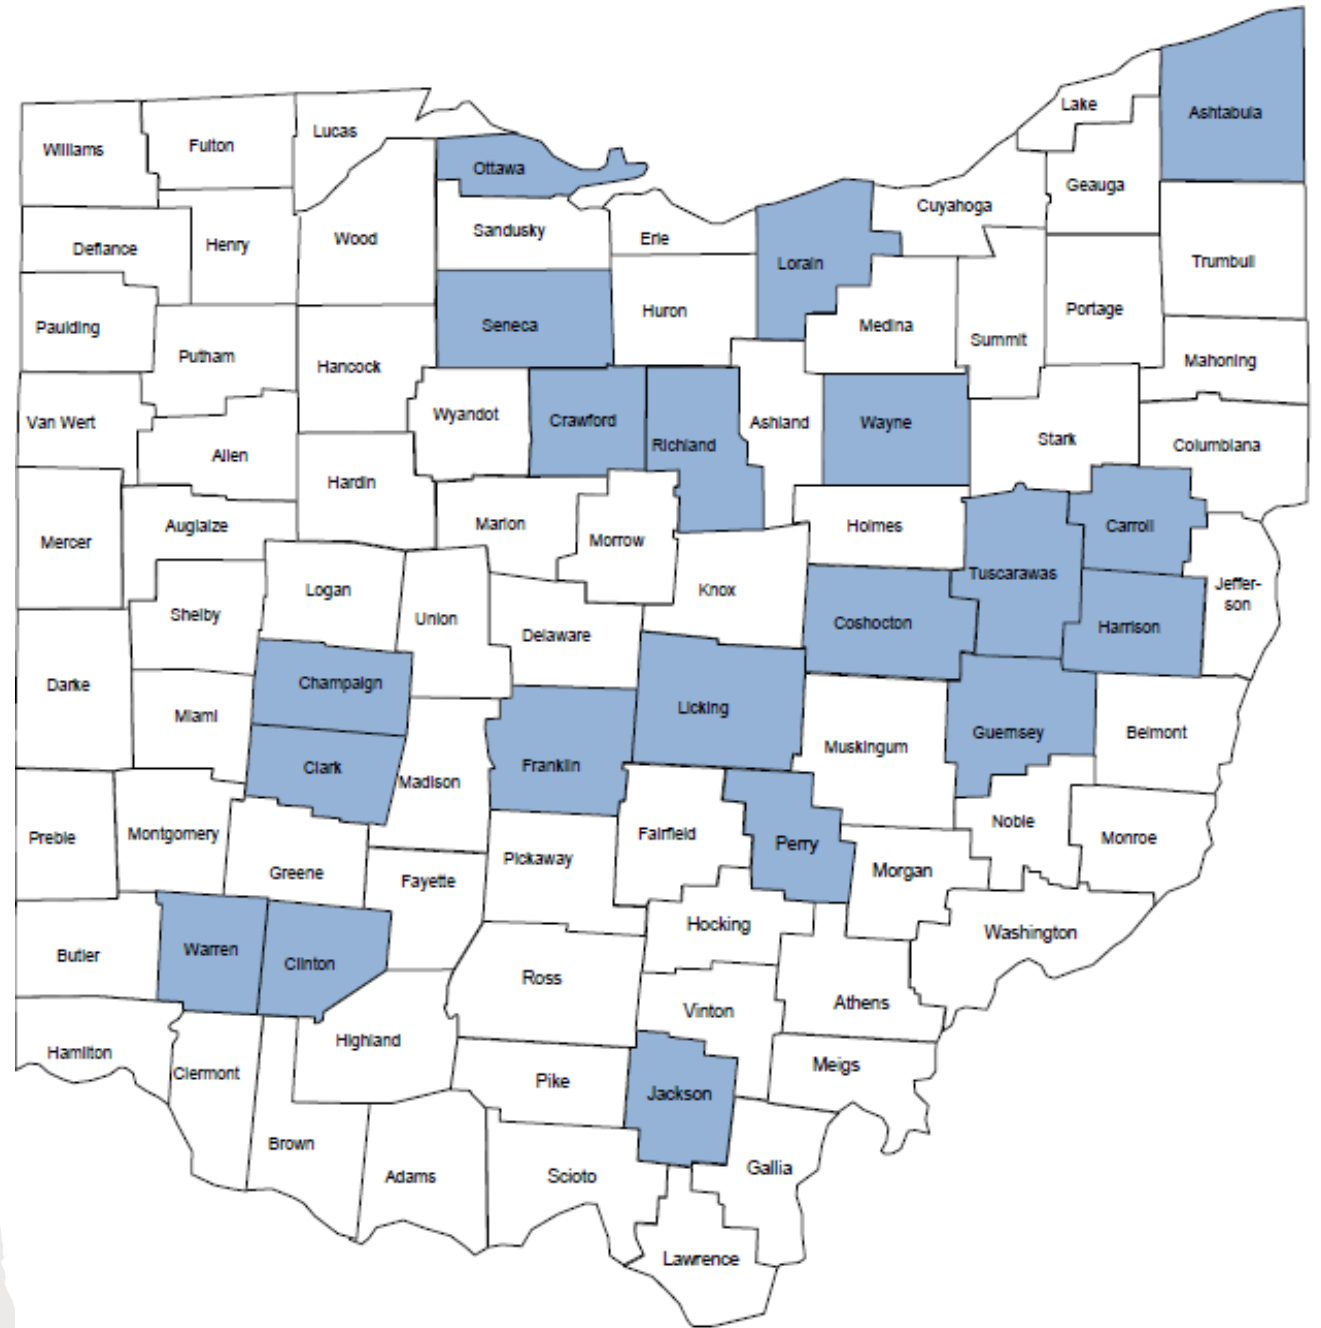 Lake
Ashtabula
Lucas
Fulton
Williams
Ottawa
Geauga
Cuyahoga
Sandusky
Erie
Wood
Henry
Defiance
Lorain
Trumbull
Huron
Portage
Seneca
Medina
Summit
Paulding
Putham
Hancock
Mahoning
Wyandot
Crawford
Richland
Ashland
Wayne
Van Wert
Stark
Columbiana
Allen
Hardin
Marion
Auglaize
Mercer
Morrow
Holmes
Carroll
Tuscarawas
Jeffer-
son
Logan
Knox
Shelby
Union
Delaware
Coshocton
Harrison
Darke
Champaign
Miami
Licking
Guernsey
Belmont
Muskingum
Clark
Franklin
Madison
Noble
Preble
Montgomery
Fairfield
Perry
Monroe
Pickaway
Greene
Fayette
Morgan
Hocking
Washington
Butler
Warren
Clinton
Ross
Athens
Vinton
Highland
Hamilton
Clermont
Pike
Meigs
Jackson
Brown
Adams
Scioto
Gallia
Lawrence